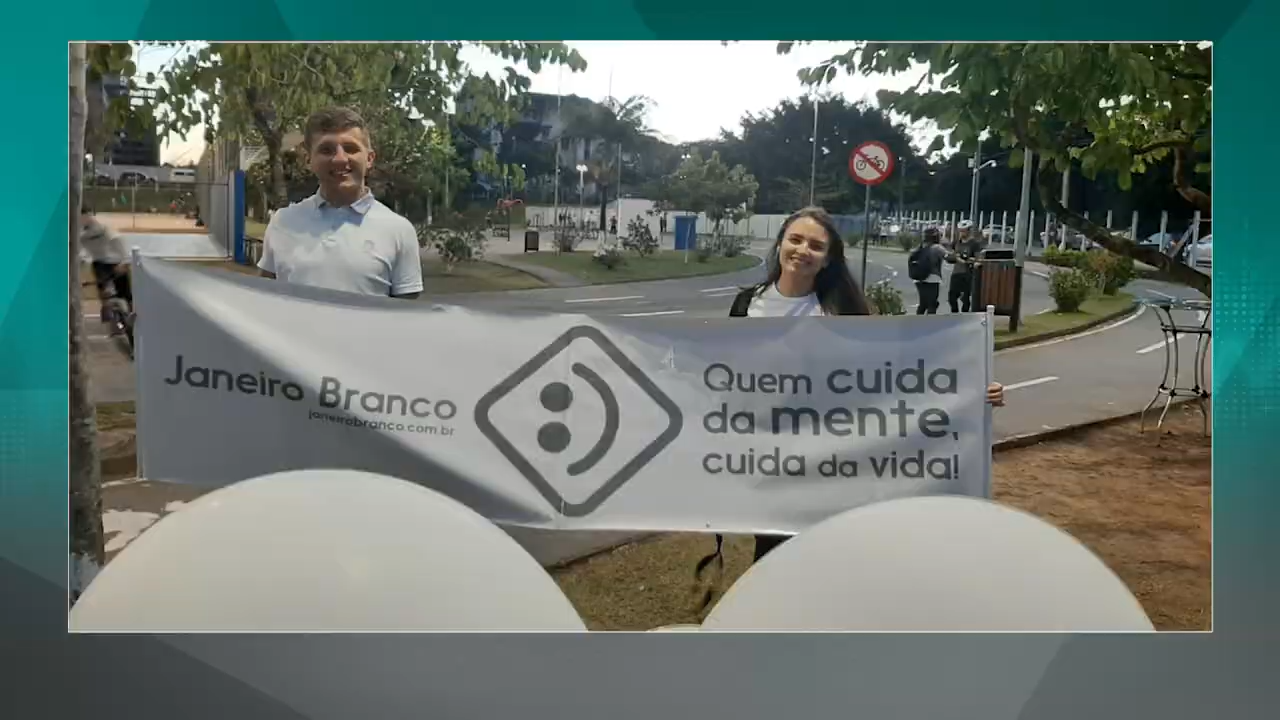 Janeiro Branco
janeirobranco.com.br
Quem cuida
da mente,
cuida da vida!